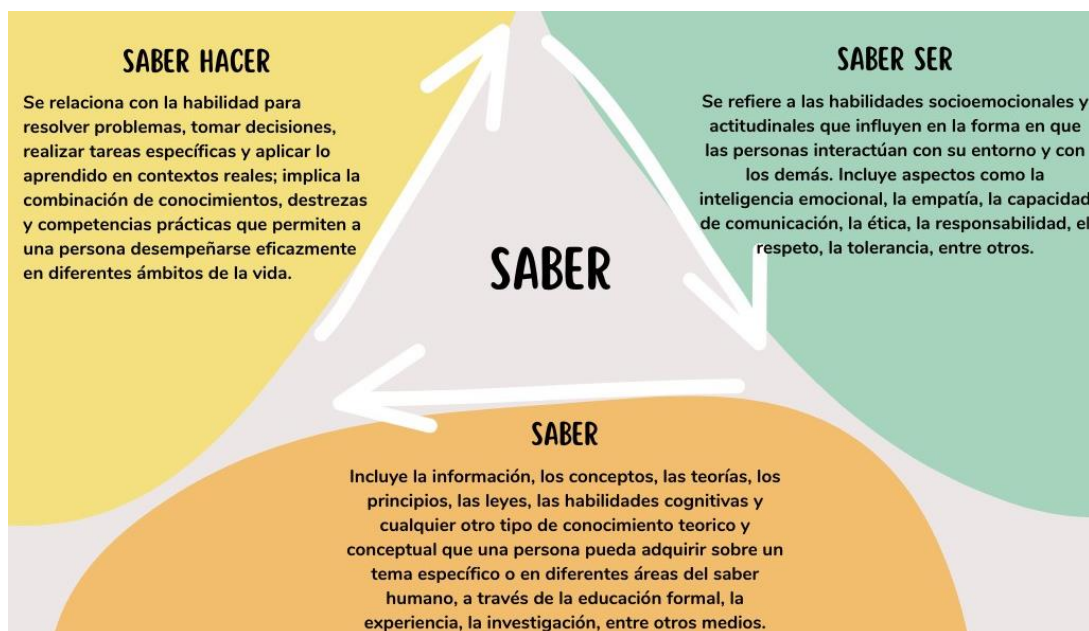 SABER HACER
Se relaciona con la habilidad para
resolver problemas, tomar decisiones,
realizar tareas específicas y aplicar lo
aprendido en contextos reales; implica la
combinación de conocimientos, destrezas
y competencias prácticas que permiten a
una persona desempeñarse eficazmente
en diferentes ámbitos de la vida.
SABER SER
Se refiere a las habilidades socioemocionales y
actitudinales que influyen en la forma en que
las personas interactúan con su entorno y con
los demás. Incluye aspectos como la
inteligencia emocional, la empatía, la capacidad
de comunicación, la ética, la responsabilidad, el
respeto, la tolerancia, entre otros.
SABER
SABER
Incluye la información, los conceptos, las teorías, los
principios, las leyes, las habilidades cognitivas y
cualquier otro tipo de conocimiento teorico y
conceptual que una persona pueda adquirir sobre un
tema específico o en diferentes áreas del saber
humano, a través de la educación formal, la
experiencia, la investigación, entre otros medios.